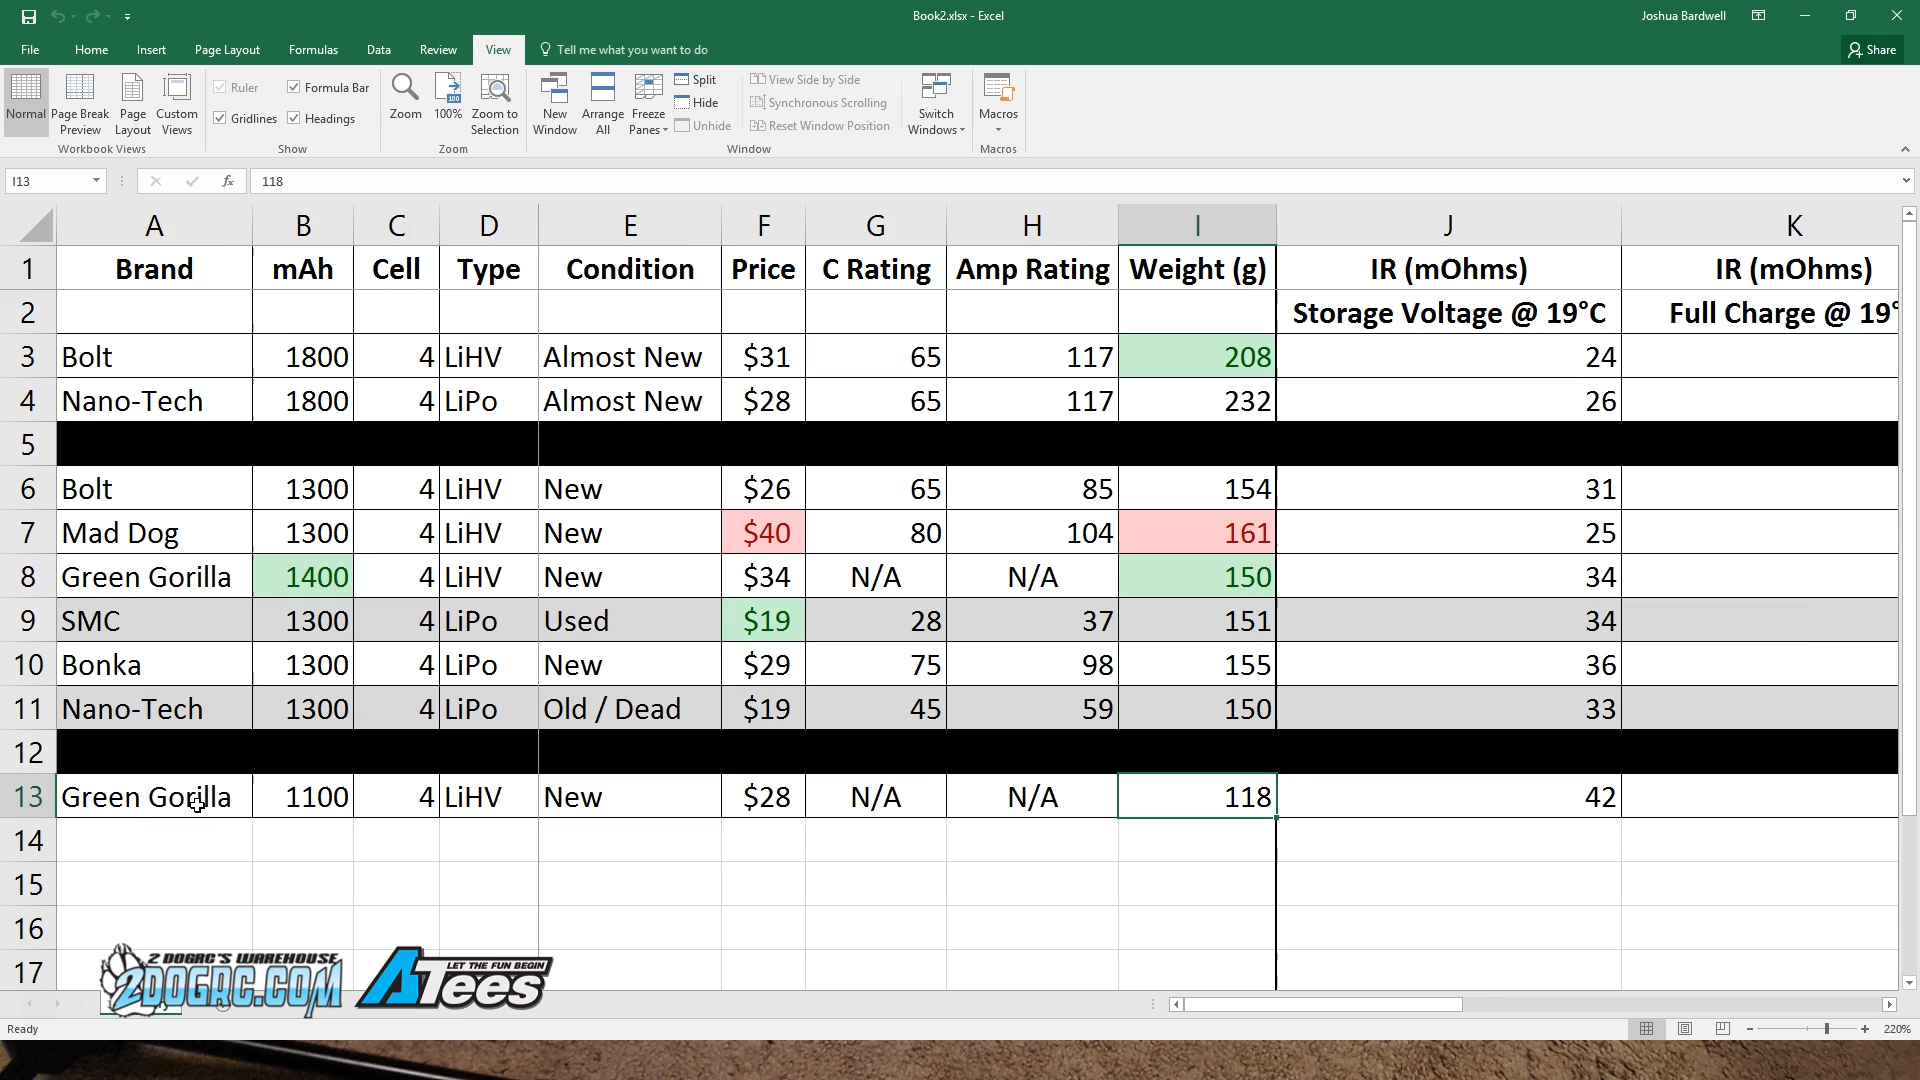 Book2.xlsx - Excel
Joshua Bardwell
File Home Insert Page Layout Formulas Data Review View Tell me what you want to do Share
Normal Page Break Preview Page Layout Custom Views
Workbook Views
Ruler Formula Bar
Gridlines Headings
Show
Zoom 100% Zoom to Selection
Zoom
New Window Arrange All Freeze Panes
Split
Hide
Unhide
View Side by Side
Synchronous Scrolling
Reset Window Position
Switch Windows
Window
Macros
Macros
I13 fx 118
A B C D E F G H I J K
1 Brand mAh Cell Type Condition Price C Rating Amp Rating Weight (g) IR (mOhms) IR (mOhms)
2 Storage Voltage @ 19°C Full Charge @ 19°
3 Bolt 1800 4 LiHV Almost New $31 65 117 208 24
4 Nano-Tech 1800 4 LiPo Almost New $28 65 117 232 26
5
6 Bolt 1300 4 LiHV New $26 65 85 154 31
7 Mad Dog 1300 4 LiHV New $40 80 104 161 25
8 Green Gorilla 1400 4 LiHV New $34 N/A N/A 150 34
9 SMC 1300 4 LiPo Used $19 28 37 151 34
10 Bonka 1300 4 LiPo New $29 75 98 155 36
11 Nano-Tech 1300 4 LiPo Old / Dead $19 45 59 150 33
12
13 Green Gorilla 1100 4 LiHV New $28 N/A N/A 118 42
14
15
16
17
2 DOGRC'S WAREHOUSE
2DOGRC.COM
LET THE FUN BEGIN
ATees
Ready
220%